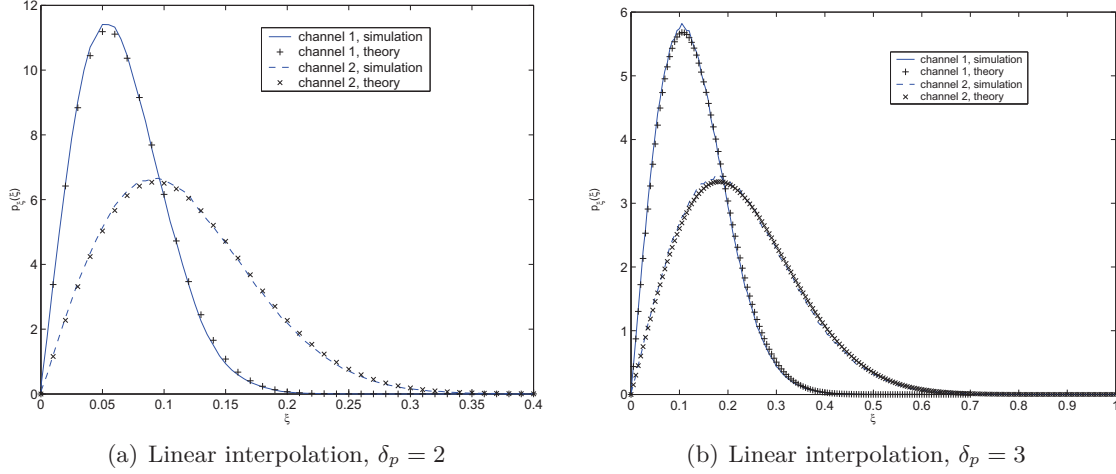 12
10
8
6
4
2
0
p_ξ(ξ)
channel 1, simulation
channel 1, theory
channel 2, simulation
channel 2, theory
0 0.05 0.1 0.15 0.2 0.25 0.3 0.35 0.4
ξ
(a) Linear interpolation, δ_p = 2
6
5
4
3
2
1
0
p_ξ(ξ)
channel 1, simulation
channel 1, theory
channel 2, simulation
channel 2, theory
0 0.1 0.2 0.3 0.4 0.5 0.6 0.7 0.8 0.9 1
ξ
(b) Linear interpolation, δ_p = 3